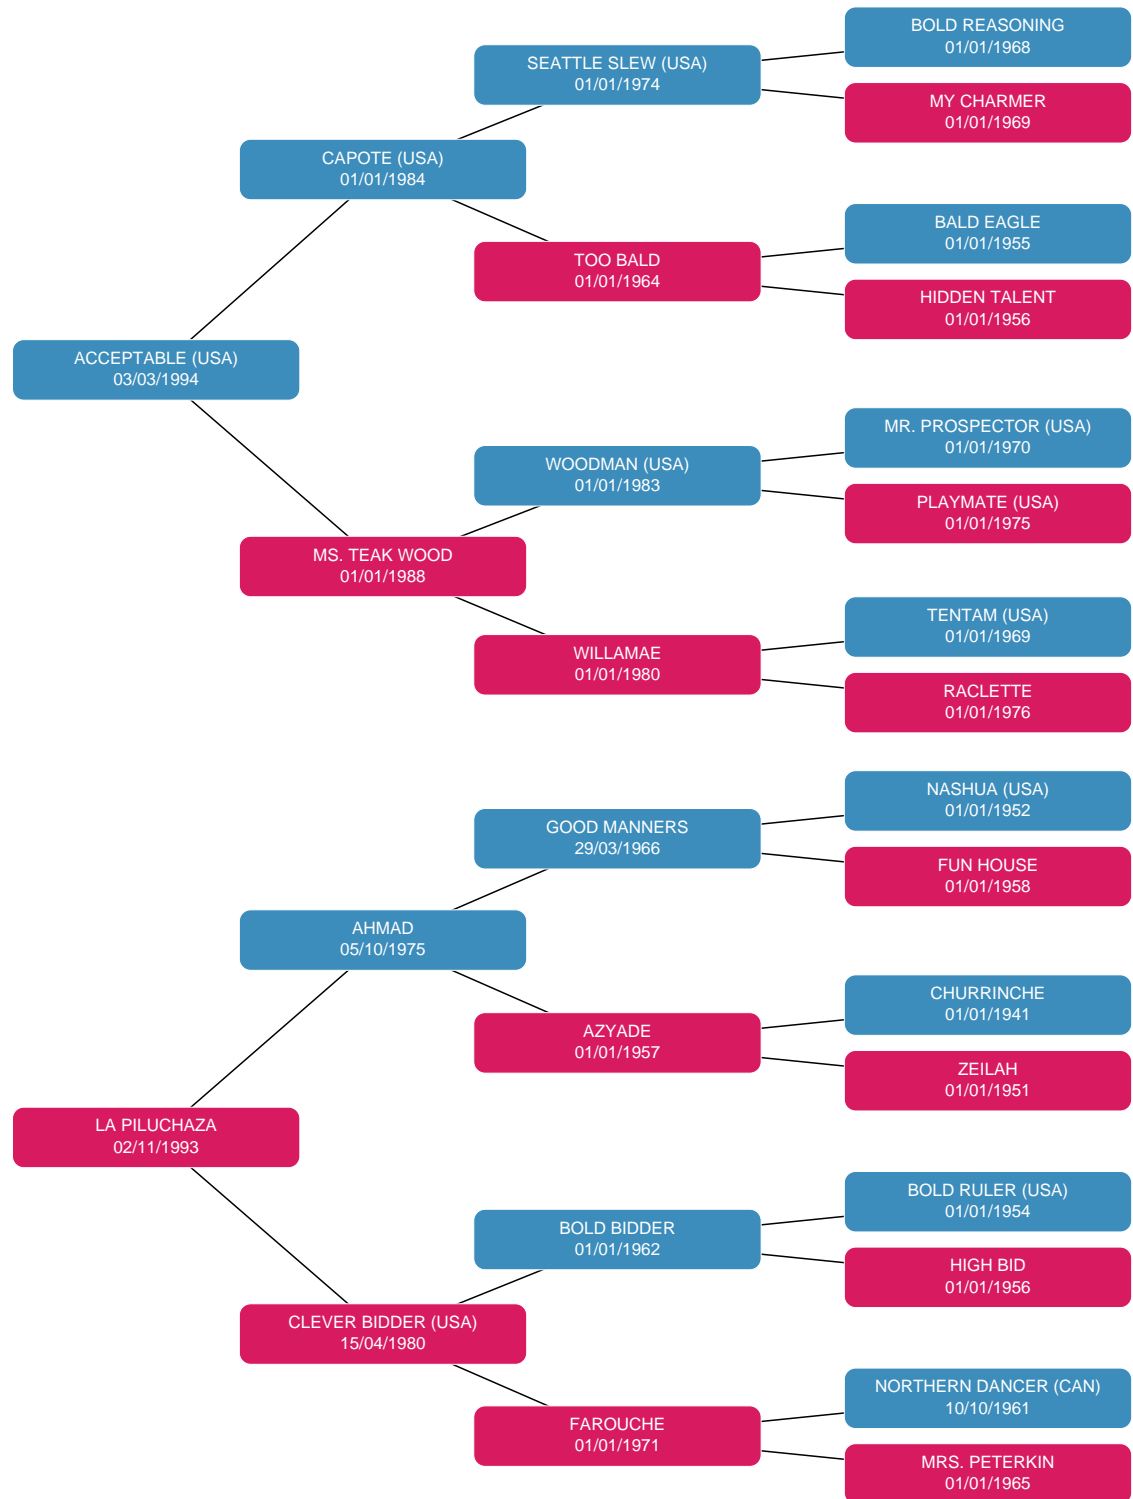 BOLD REASONING
01/01/1968
SEATTLE SLEW (USA)
01/01/1974
MY CHARMER
01/01/1969
CAPOTE (USA)
01/01/1984
BALD EAGLE
01/01/1955
TOO BALD
01/01/1964
HIDDEN TALENT
01/01/1956
ACCEPTABLE (USA)
03/03/1994
MR. PROSPECTOR (USA)
01/01/1970
WOODMAN (USA)
01/01/1983
PLAYMATE (USA)
01/01/1975
MS. TEAK WOOD
01/01/1988
TENTAM (USA)
01/01/1969
WILLAMAE
01/01/1980
RACLETTE
01/01/1976
NASHUA (USA)
01/01/1952
GOOD MANNERS
29/03/1966
FUN HOUSE
01/01/1958
AHMAD
05/10/1975
CHURRINCHE
01/01/1941
AZYADE
01/01/1957
ZEILAH
01/01/1951
LA PILUCHAZA
02/11/1993
BOLD RULER (USA)
01/01/1954
BOLD BIDDER
01/01/1962
HIGH BID
01/01/1956
CLEVER BIDDER (USA)
15/04/1980
NORTHERN DANCER (CAN)
10/10/1961
FAROUCHE
01/01/1971
MRS. PETERKIN
01/01/1965